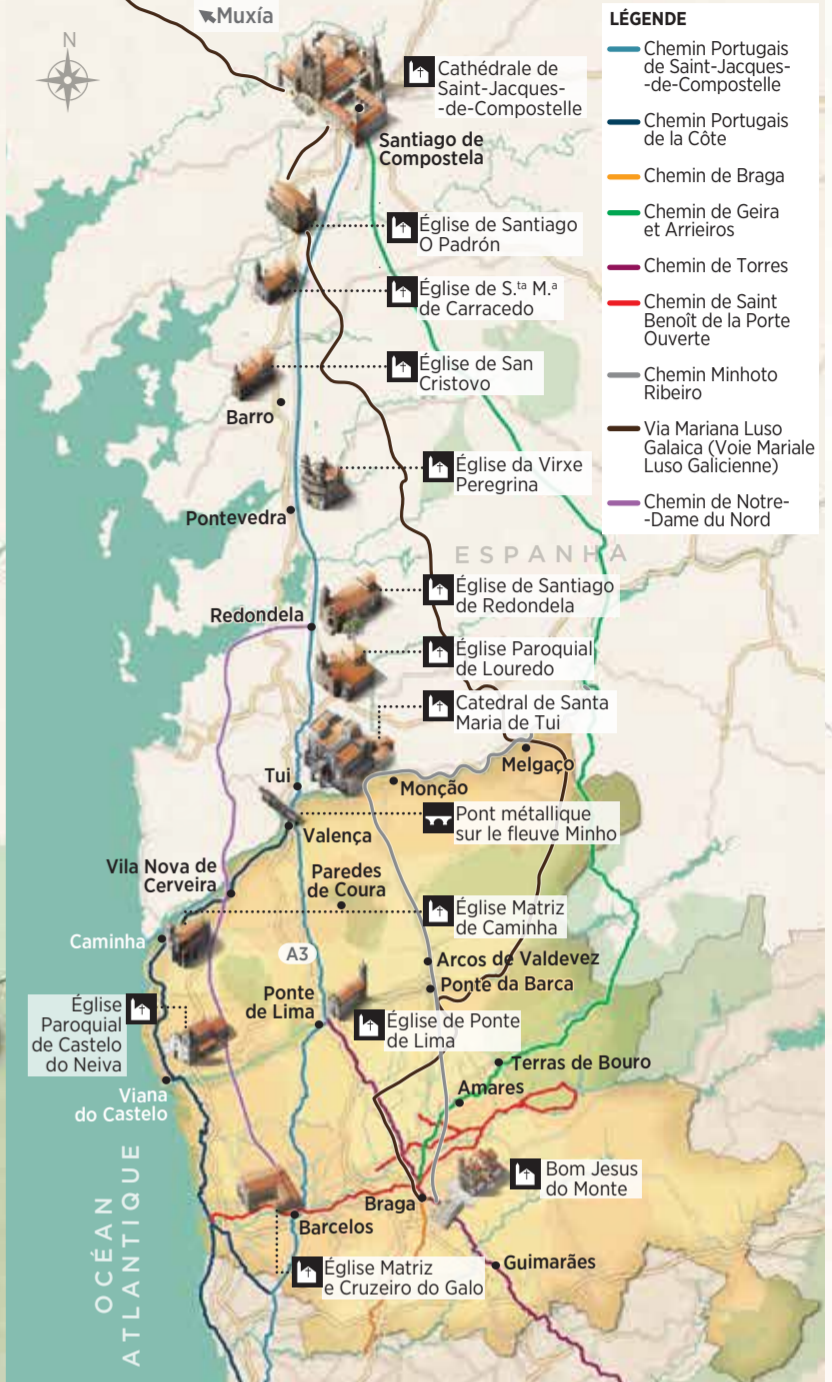 Muxía
N
Cathédrale de
Saint-Jacques-
-de-Compostelle
Santiago de
Compostela
Église de Santiago
O Padrón
Église de S.ta M.a
de Carracedo
Église de San
Cristovo
Barro
Église da Virxe
Peregrina
Pontevedra
ESPANHA
Église de Santiago
de Redondela
Redondela
Église Paroquial
de Louredo
Catedral de Santa
Maria de Tui
Melgaço
Tui
Monção
Pont métallique
sur le fleuve Minho
Valença
Vila Nova de
Cerveira
Paredes
de Coura
Église Matriz
de Caminha
Caminha
A3
Arcos de Valdevez
Ponte da Barca
Église
Paroquial
de Castelo
do Neiva
Ponte
de Lima
Église de Ponte
de Lima
Terras de Bouro
Amares
Viana
do Castelo
Bom Jesus
do Monte
Braga
Barcelos
Guimarães
Église Matriz
e Cruzeiro do Galo
OCÉAN
ATLANTIQUE
LÉGENDE
Chemin Portugais
de Saint-Jacques-
-de-Compostelle
Chemin Portugais
de la Côte
Chemin de Braga
Chemin de Geira
et Arrieiros
Chemin de Torres
Chemin de Saint
Benoît de la Porte
Ouverte
Chemin Minhoto
Ribeiro
Via Mariana Luso
Galaica (Voie Mariale
Luso Galicienne)
Chemin de Notre-
-Dame du Nord